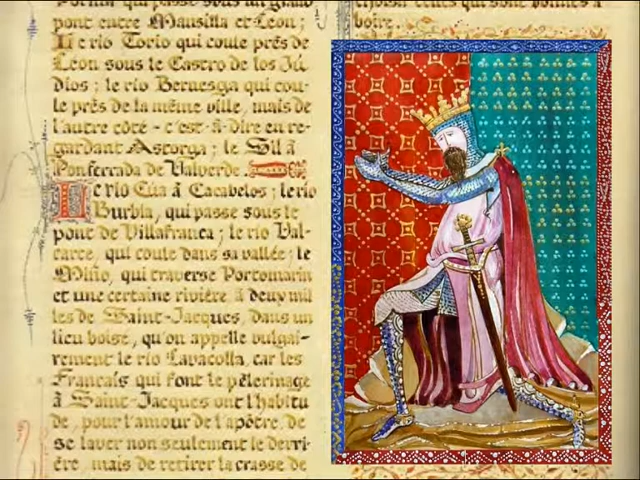 pont entre Mansilla et Leon ;
Le rio Torio qui coule près de
Léon sous le Castro de los Ju-
dios ; le rio Bernesga qui cou-
le près de la même ville, mais de
l'autre côté - c'est-à-dire en re-
gardant Astorga ; le Sil à
Ponferrada de Valverde.
Le rio Cúa à Cacabelos ; le rio
Burbia, qui passe sous le
pont de Villafranca ; le rio Val-
carce, qui coule dans sa vallée ; le
Miño, qui traverse Portomarin
et une certaine rivière à deux mil
les de Saint-Jacques, dans un
lieu boisé, qu'on appelle vulgai-
rement le rio Lavacolla, car les
Français qui font le pèlerinage
à Saint-Jacques ont l'habitu
de, pour l'amour de l'apôtre, de
se laver non seulement le derri-
ère, mais de retirer la crasse de
boire.